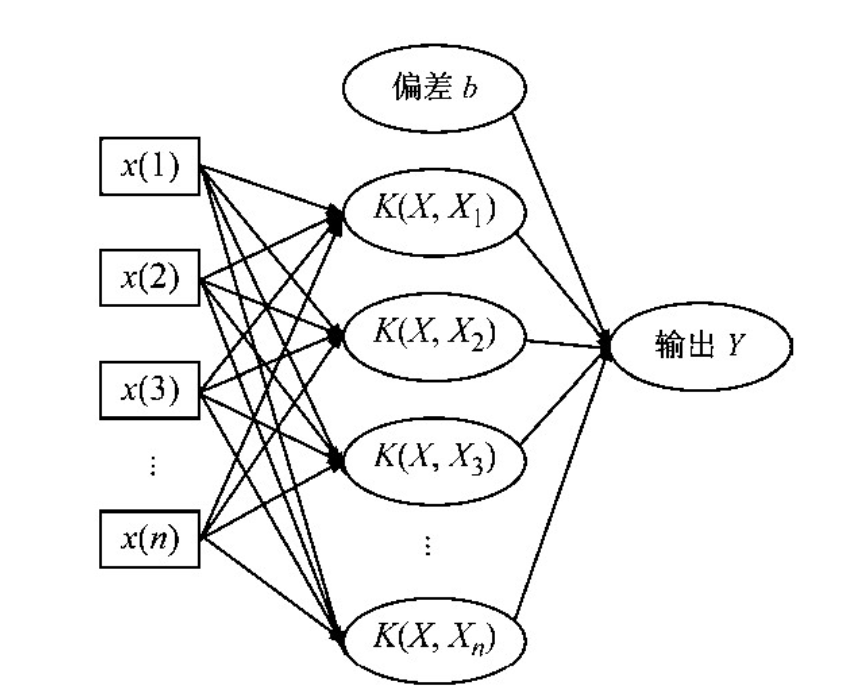 偏差 b
x(1)
K(X, X₁)
x(2)
K(X, X₂)
输出 Y
x(3)
K(X, X₃)
⋮
x(n)
⋮
K(X, Xₙ)